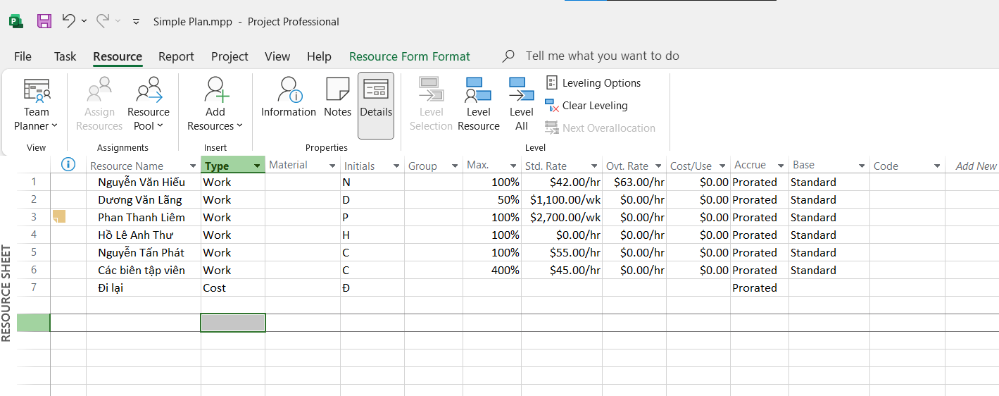 Simple Plan.mpp - Project Professional
File Task Resource Report Project View Help Resource Form Format Tell me what you want to do
Team Planner
Assign Resources
Resource Pool
Add Resources
Information
Notes
Details
Level Selection
Level Resource
Level All
Leveling Options
Clear Leveling
Next Overallocation
View Assignments Insert Properties Level
Resource Name Type Material Initials Group Max. Std. Rate Ovt. Rate Cost/Use Accrue Base Code Add New
1 Nguyễn Văn Hiếu Work N 100% $42.00/hr $63.00/hr $0.00 Prorated Standard
2 Dương Văn Lãng Work D 50% $1,100.00/wk $0.00/hr $0.00 Prorated Standard
3 Phan Thanh Liêm Work P 100% $2,700.00/wk $0.00/hr $0.00 Prorated Standard
4 Hồ Lê Anh Thư Work H 100% $0.00/hr $0.00/hr $0.00 Prorated Standard
5 Nguyễn Tấn Phát Work C 100% $55.00/hr $0.00/hr $0.00 Prorated Standard
6 Các biên tập viên Work C 400% $45.00/hr $0.00/hr $0.00 Prorated Standard
7 Đi lại Cost Đ Prorated
RESOURCE SHEET